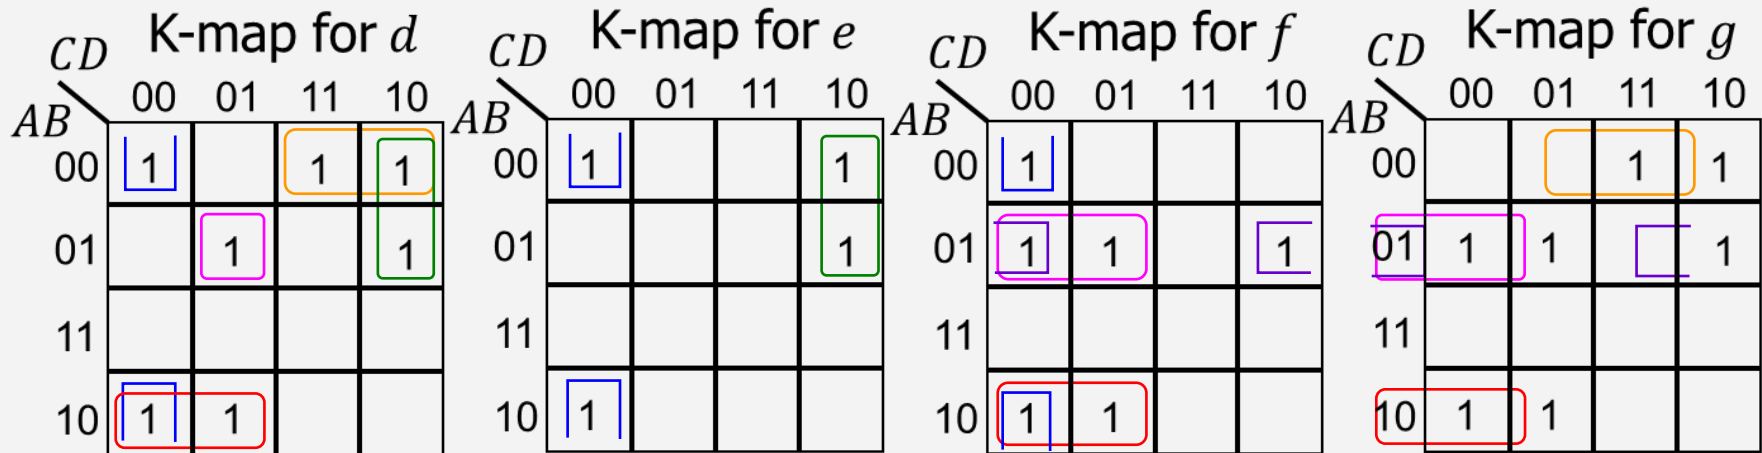 K-map for d
CD
00 01 11 10
AB
00 1 1 1
01 1 1
11
10 1 1
K-map for e
CD
00 01 11 10
AB
00 1 1
01 1
11
10 1
K-map for f
CD
00 01 11 10
AB
00 1
01 1 1 1
11
10 1 1
K-map for g
CD
00 01 11 10
AB
00 1 1
01 1 1 1
11
10 1 1